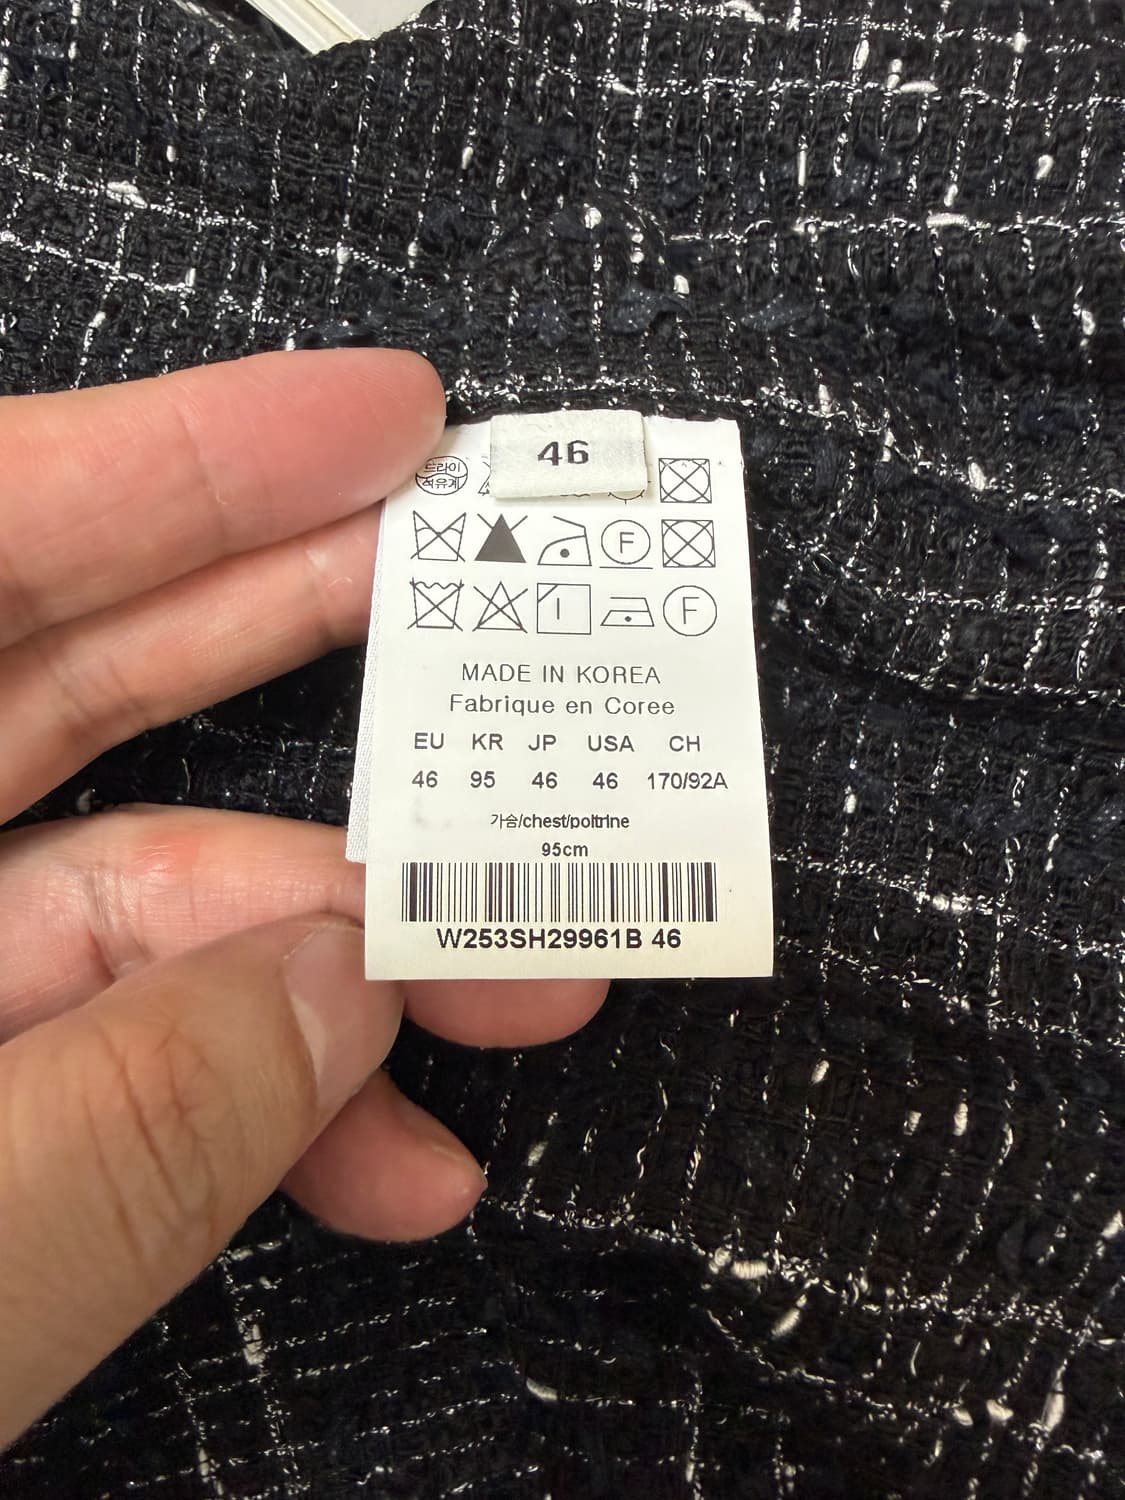 46
드라이
석유계
F
F
MADE IN KOREA
Fabrique en Coree
EU KR JP USA CH
46 95 46 46 170/92A
가슴/chest/poltrine
95cm
W253SH29961B 46